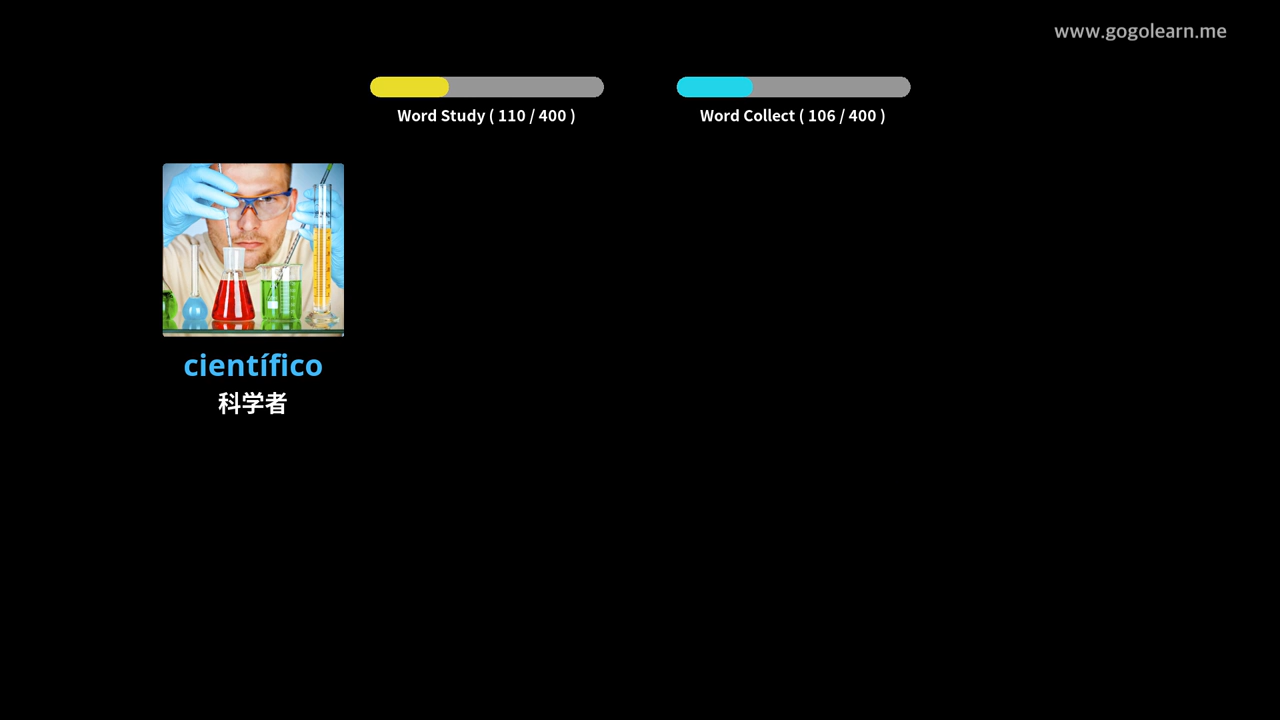 www.gogolearn.me
Word Study ( 110 / 400 )
Word Collect ( 106 / 400 )
científico
科学者